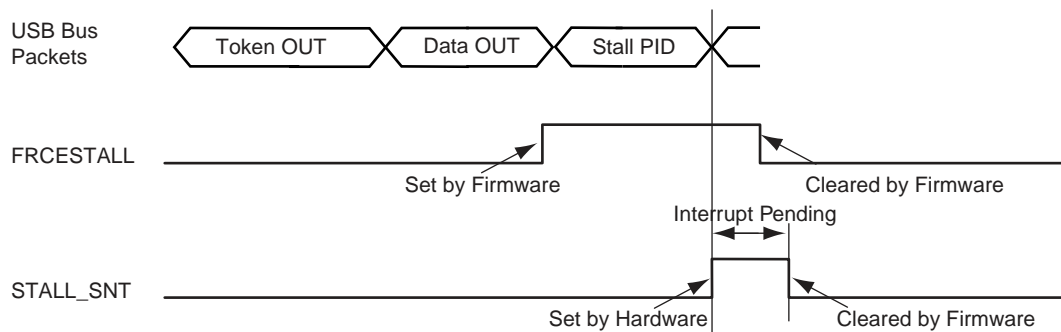 USB Bus
Packets
Token OUT
Data OUT
Stall PID
FRCESTALL
Set by Firmware
Cleared by Firmware
Interrupt Pending
STALL_SNT
Set by Hardware
Cleared by Firmware